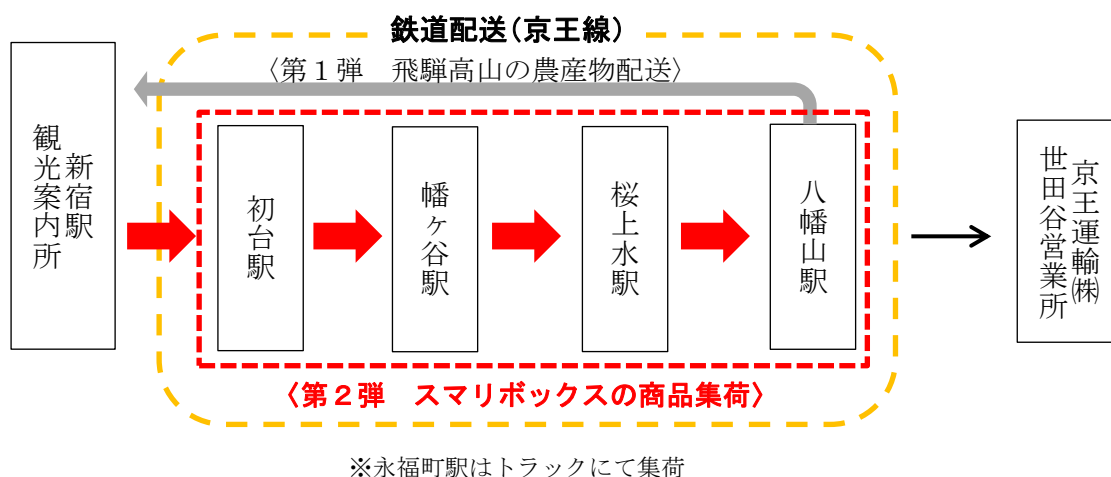 鉄道配送(京王線)
〈第１弾　飛騨高山の農産物配送〉
新宿駅
観光案内所
初台駅
幡ヶ谷駅
桜上水駅
八幡山駅
京王運輸㈱
世田谷営業所
〈第２弾　スマリボックスの商品集荷〉
※永福町駅はトラックにて集荷